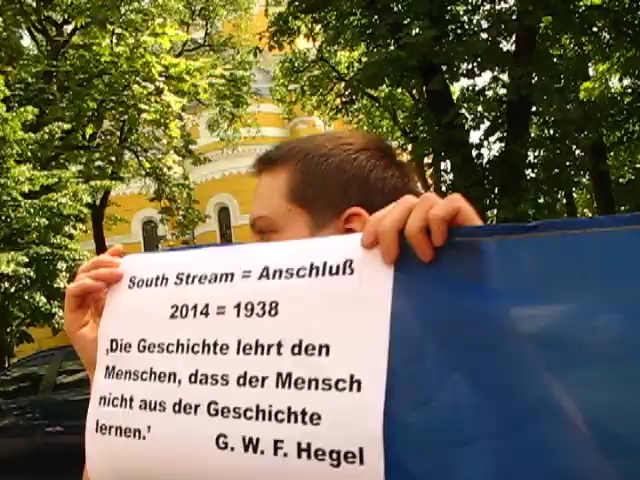 South Stream = Anschluß
2014 = 1938
‚Die Geschichte lehrt den
Menschen, dass der Mensch
nicht aus der Geschichte
lernen.’
G. W. F. Hegel